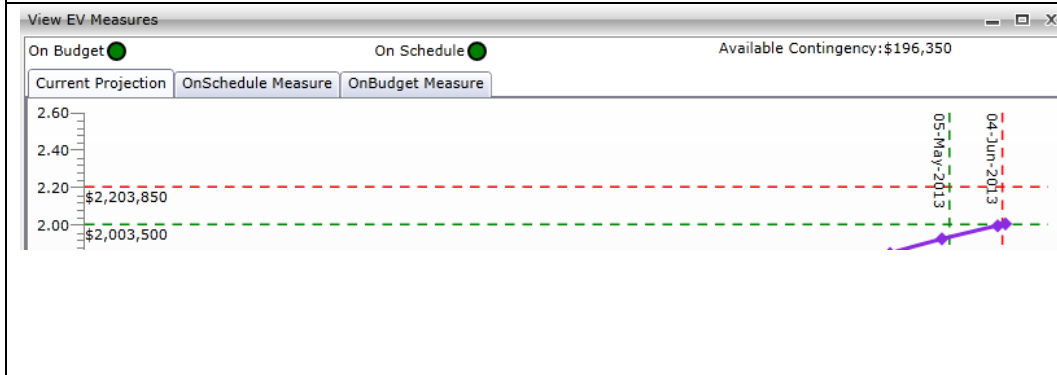 View EV Measures
On Budget
On Schedule
Available Contingency:$196,350
Current Projection
OnSchedule Measure
OnBudget Measure
2.60
2.40
2.20
2.00
$2,203,850
$2,003,500
05-May-2013
04-Jun-2013